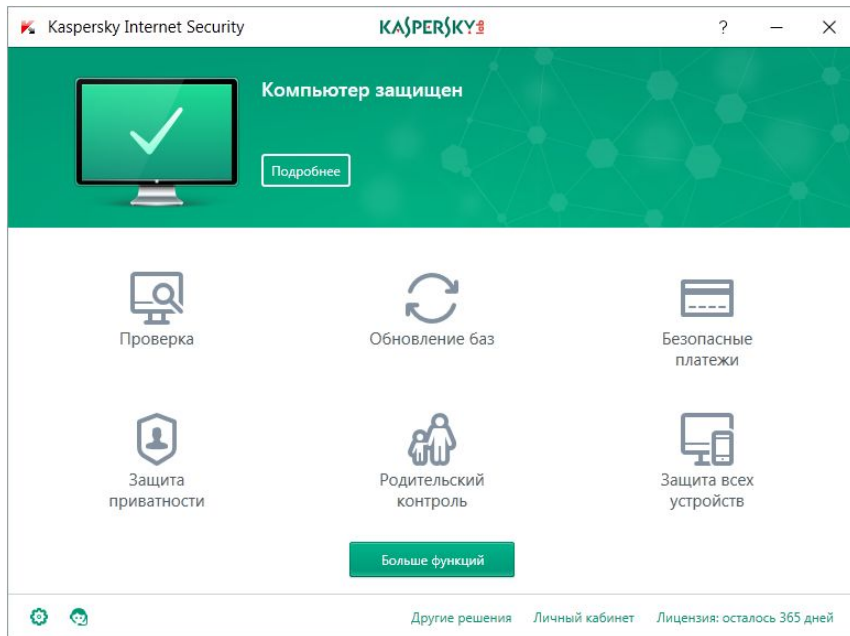 Kaspersky Internet Security
KASPERSKY lab
?
Компьютер защищен
Подробнее
Проверка
Обновление баз
Безопасные
платежи
Защита
приватности
Родительский
контроль
Защита всех
устройств
Больше функций
Другие решения
Личный кабинет
Лицензия: осталось 365 дней